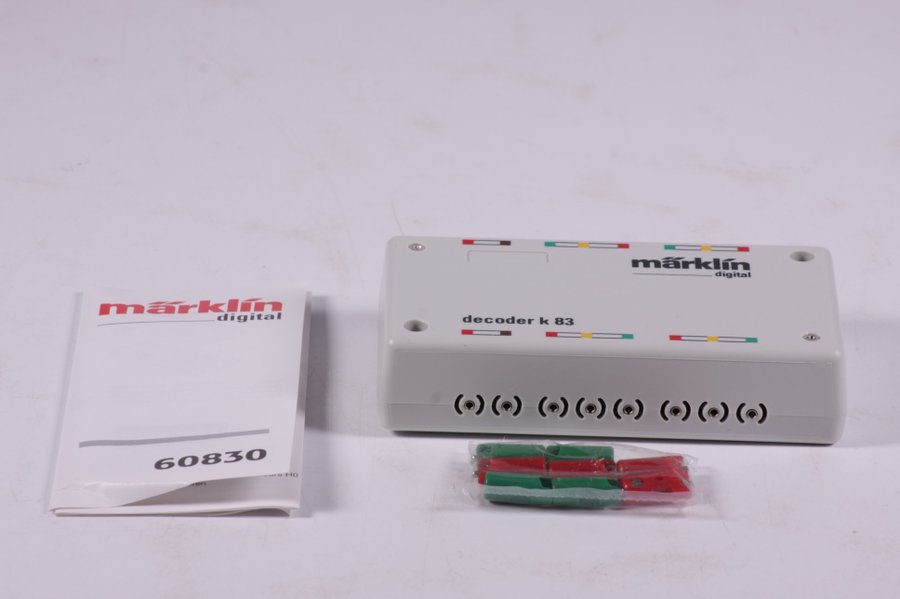 märklin
digital
60830
märklin
digital
decoder k 83